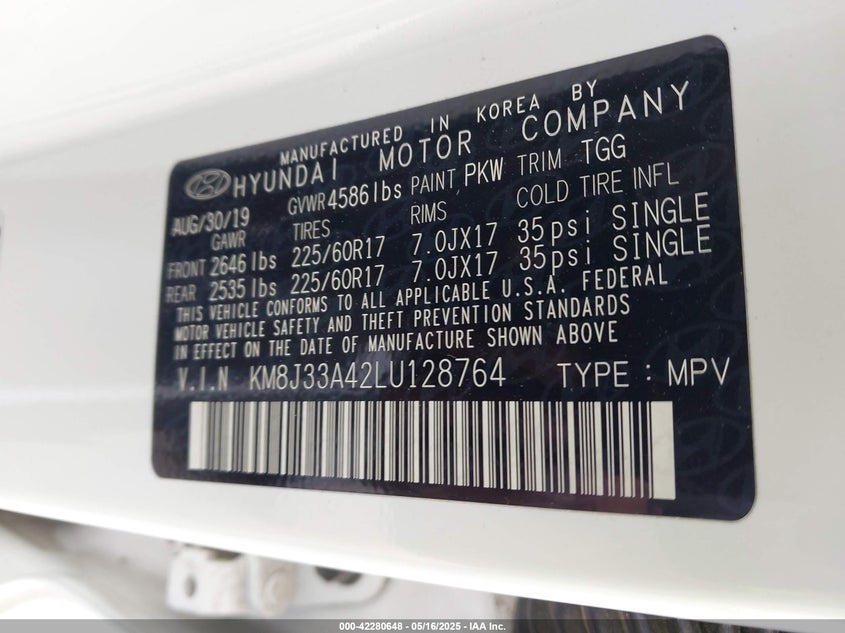 MANUFACTURED IN KOREA BY
HYUNDAI MOTOR COMPANY
AUG/30/19 GVWR 4586 lbs PAINT, PKW TRIM TGG
GAWR TIRES RIMS COLD TIRE INFL
FRONT 2646 lbs 225/60R17 7.0JX17 35psi SINGLE
REAR 2535 lbs 225/60R17 7.0JX17 35psi SINGLE
THIS VEHICLE CONFORMS TO ALL APPLICABLE U.S.A. FEDERAL
MOTOR VEHICLE SAFETY AND THEFT PREVENTION STANDARDS
IN EFFECT ON THE DATE OF MANUFACTURE SHOWN ABOVE
V.I.N KM8J33A42LU128764 TYPE : MPV
000-42280648 - 05/16/2025 - IAA Inc.